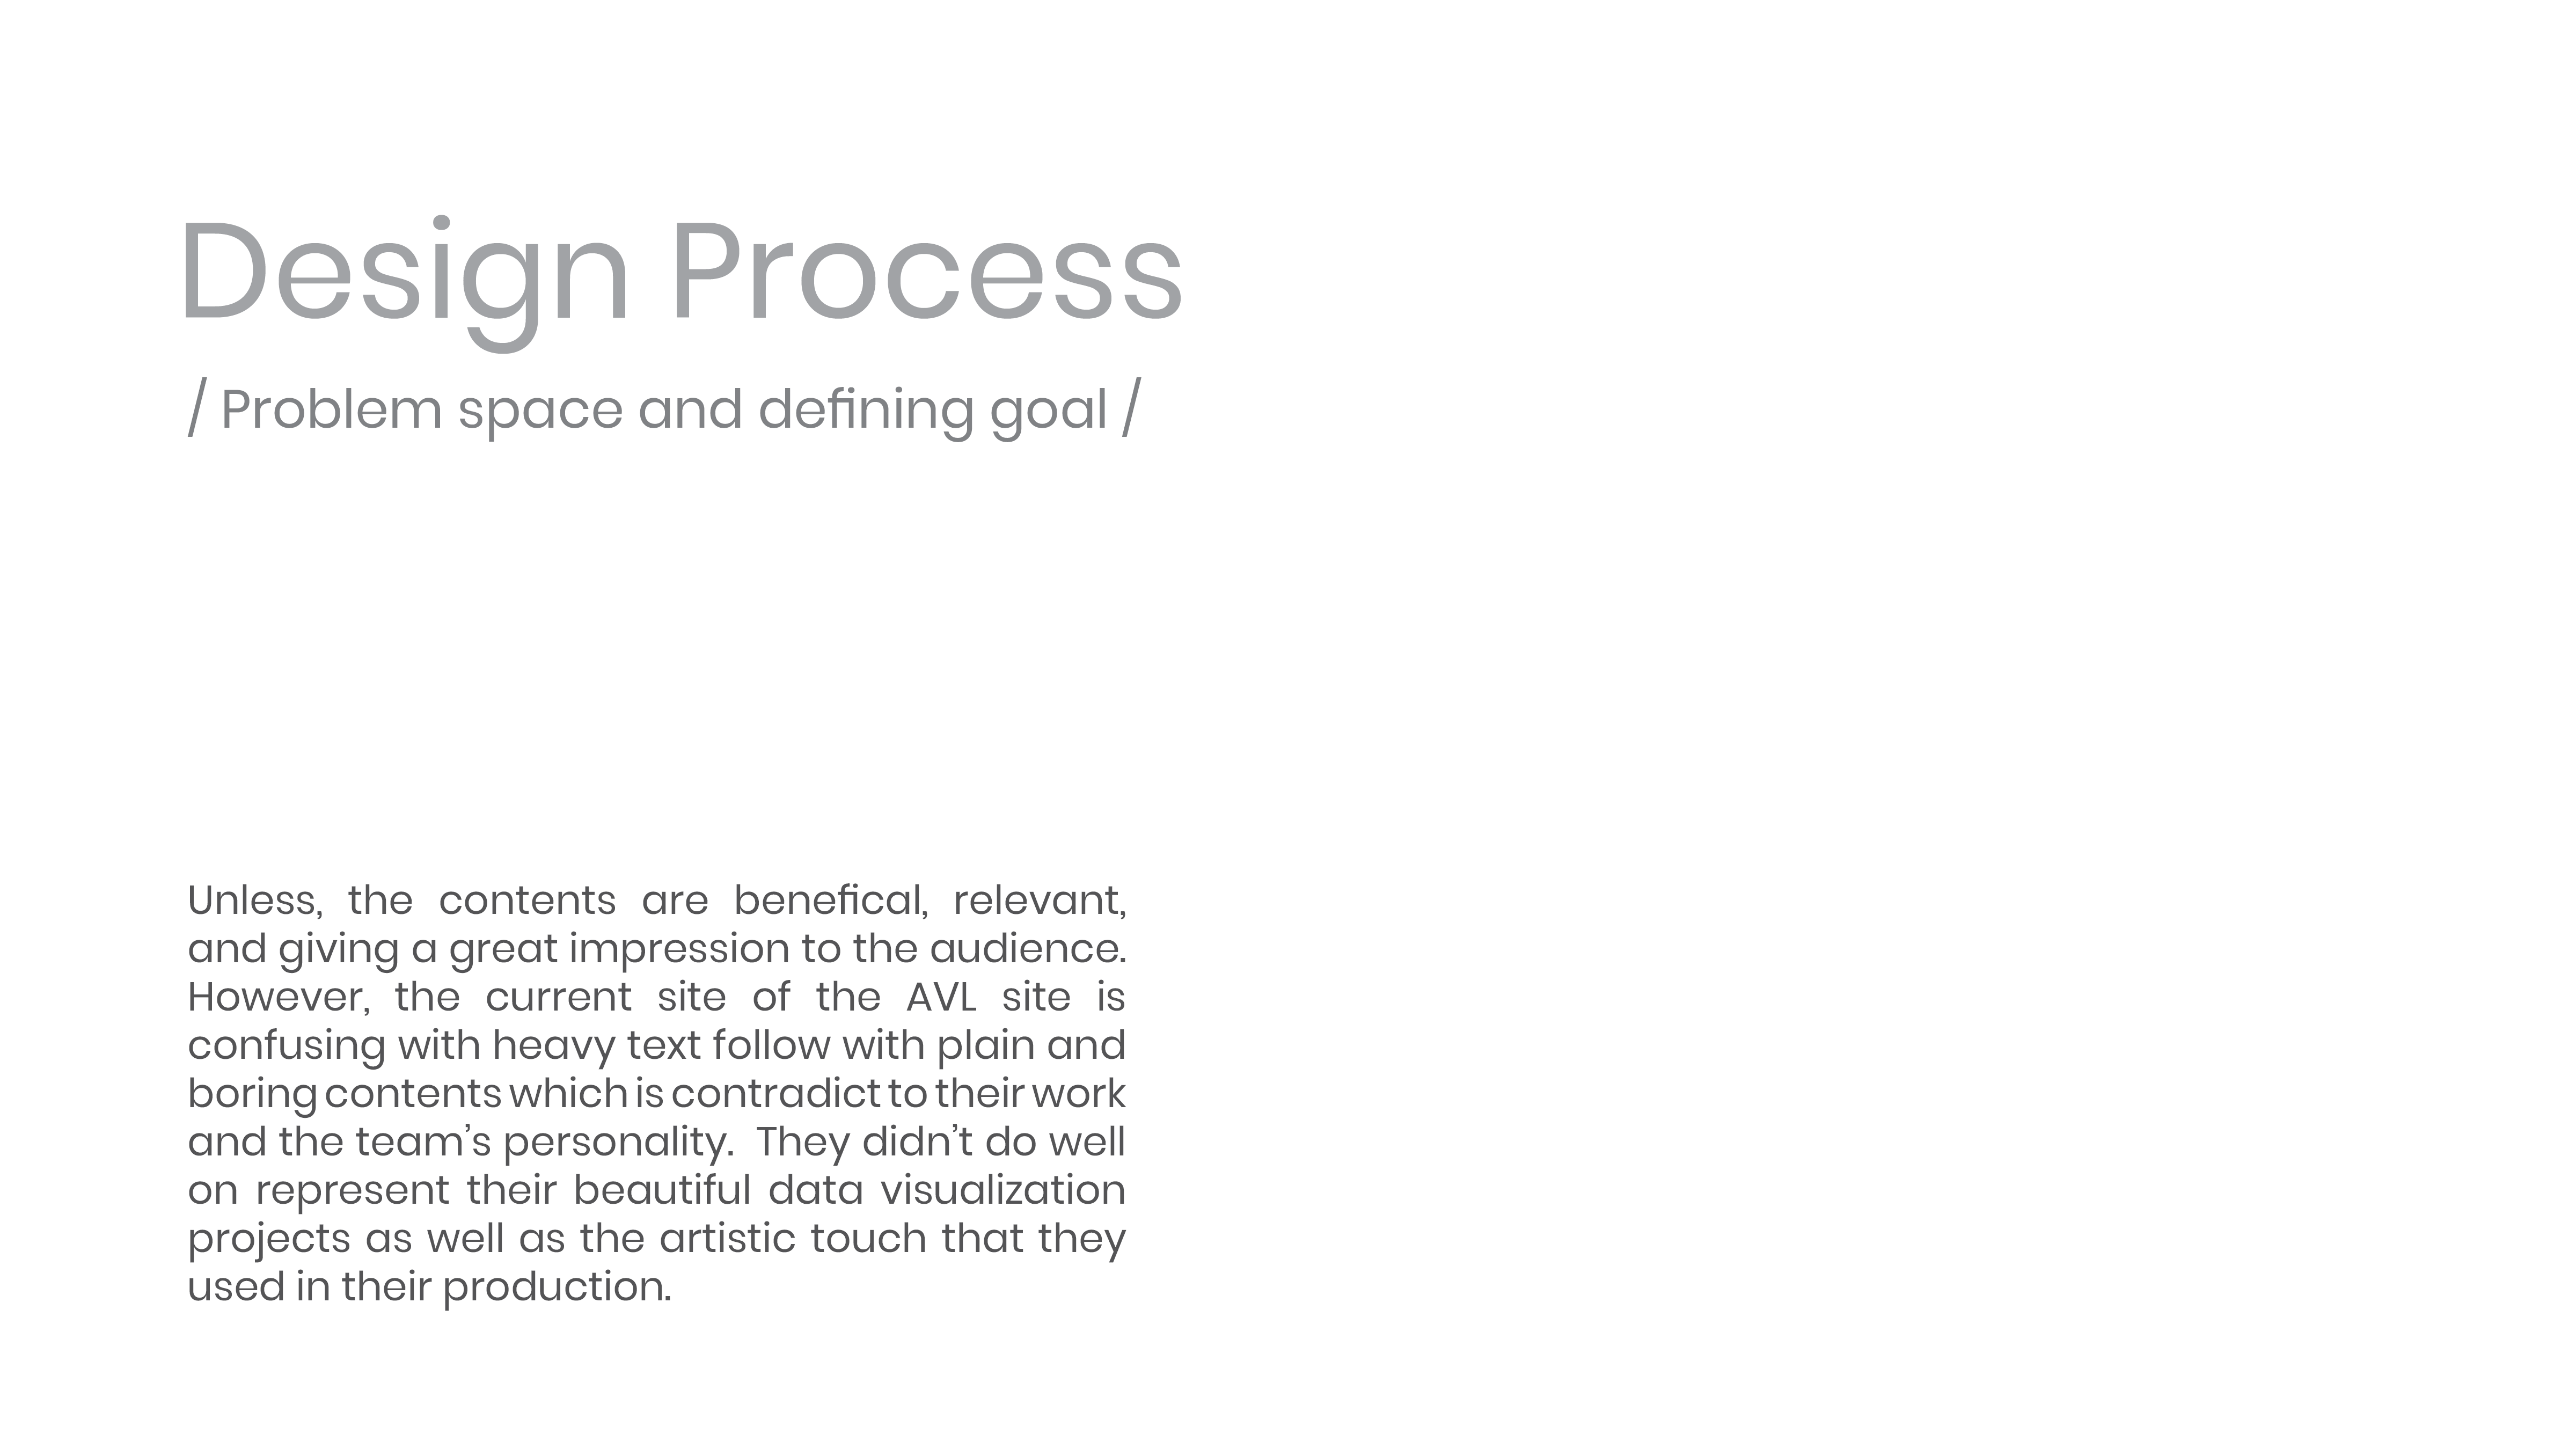 Design Process
/ Problem space and defining goal /
Unless, the contents are benefical, relevant,
and giving a great impression to the audience.
However, the current site of the AVL site is
confusing with heavy text follow with plain and
boring contents which is contradict to their work
and the team’s personality.  They didn’t do well
on represent their beautiful data visualization
projects as well as the artistic touch that they
used in their production.